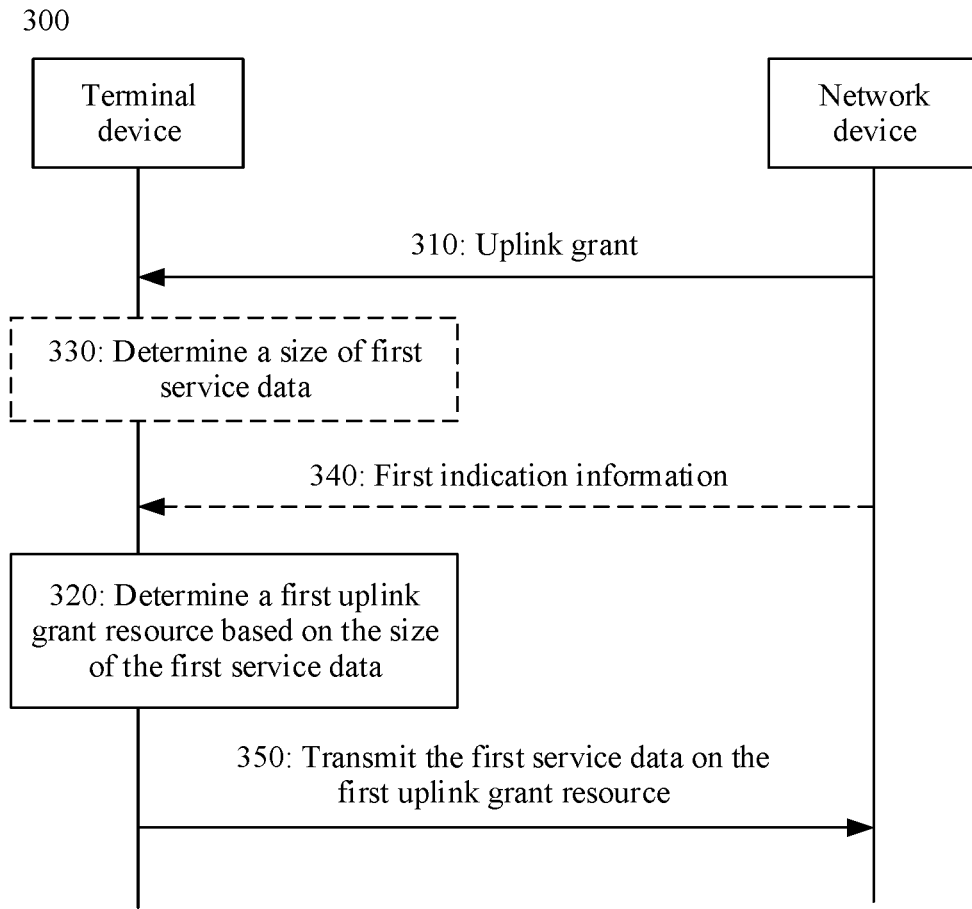 300
Terminal
device
Network
device
310: Uplink grant
330: Determine a size of first
service data
340: First indication information
320: Determine a first uplink
grant resource based on the size
of the first service data
350: Transmit the first service data on the
first uplink grant resource